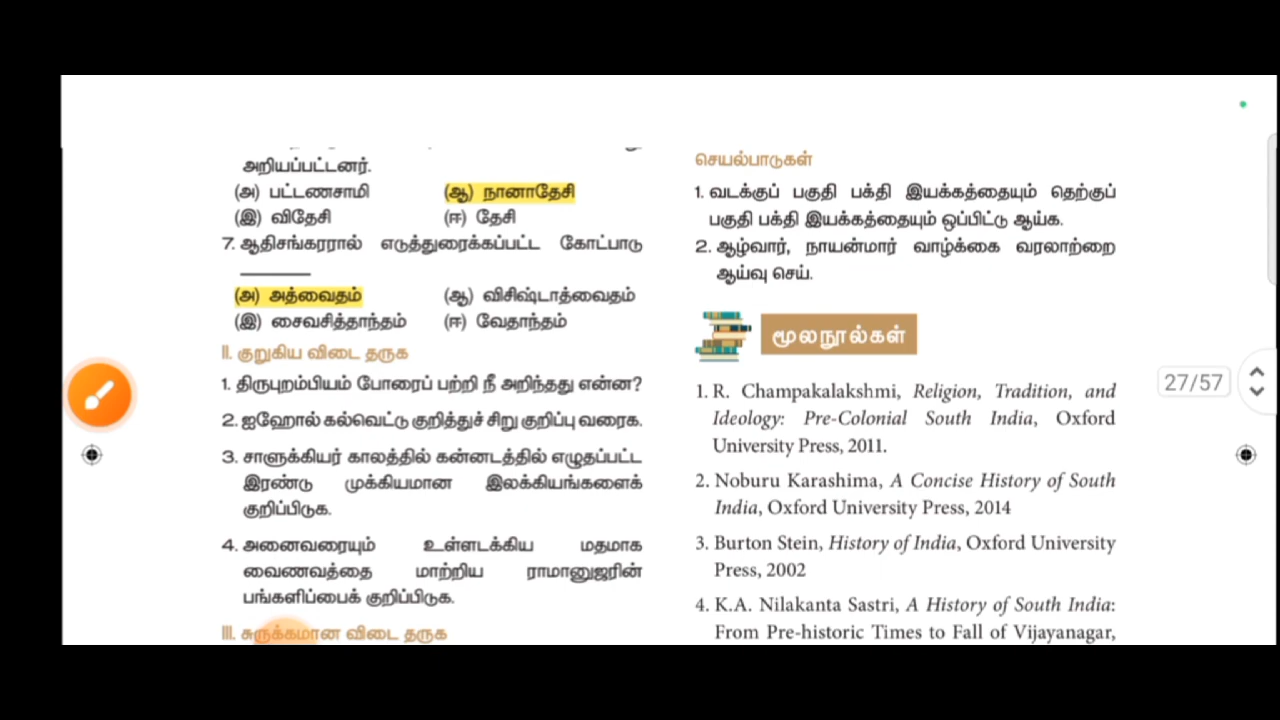 அறியப்பட்டனர்.
(அ) பட்டணசாமி (ஆ) நானாதேசி
(இ) விதேசி (ஈ) தேசி
7. ஆதிசங்கரரால் எடுத்துரைக்கப்பட்ட கோட்பாடு
________
(அ) அத்வைதம் (ஆ) விசிஷ்டாத்வைதம்
(இ) சைவசித்தாந்தம் (ஈ) வேதாந்தம்
II. குறுகிய விடை தருக
1. திருபுறம்பியம் போரைப் பற்றி நீ அறிந்தது என்ன?
2. ஐஹோல் கல்வெட்டு குறித்துச் சிறு குறிப்பு வரைக.
3. சாளுக்கியர் காலத்தில் கன்னடத்தில் எழுதப்பட்ட
இரண்டு முக்கியமான இலக்கியங்களைக்
குறிப்பிடுக.
4. அனைவரையும் உள்ளடக்கிய மதமாக
வைணவத்தை மாற்றிய ராமானுஜரின்
பங்களிப்பைக் குறிப்பிடுக.
III. சுருக்கமான விடை தருக
செயல்பாடுகள்
1. வடக்குப் பகுதி பக்தி இயக்கத்தையும் தெற்குப்
பகுதி பக்தி இயக்கத்தையும் ஒப்பிட்டு ஆய்க.
2. ஆழ்வார், நாயன்மார் வாழ்க்கை வரலாற்றை
ஆய்வு செய்.
மூலநூல்கள்
1. R. Champakalakshmi, Religion, Tradition, and
Ideology: Pre-Colonial South India, Oxford
University Press, 2011.
2. Noburu Karashima, A Concise History of South
India, Oxford University Press, 2014
3. Burton Stein, History of India, Oxford University
Press, 2002
4. K.A. Nilakanta Sastri, A History of South India:
From Pre-historic Times to Fall of Vijayanagar,
27/57